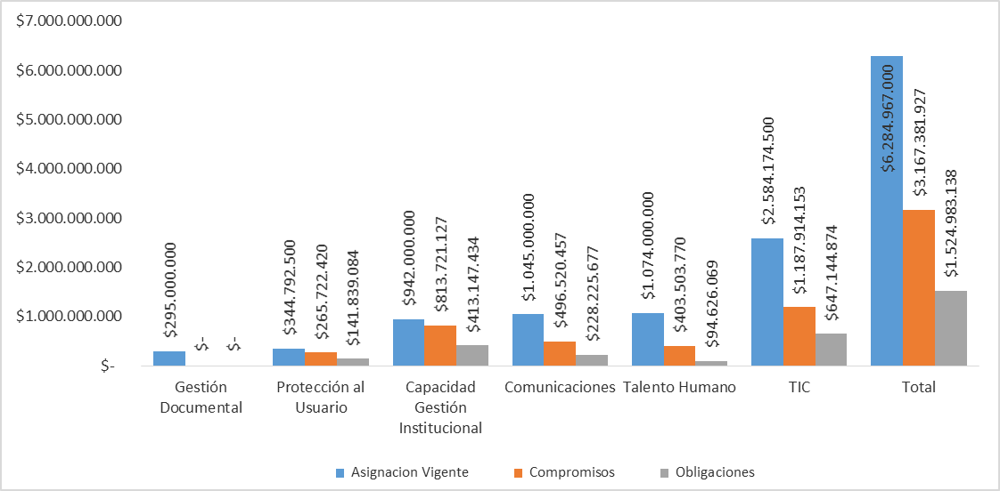 $7.000.000.000
$6.000.000.000
$5.000.000.000
$4.000.000.000
$3.000.000.000
$2.000.000.000
$1.000.000.000
$-
$295.000.000
$-
$-
$344.792.500
$265.722.420
$141.839.084
$942.000.000
$813.721.127
$413.147.434
$1.045.000.000
$496.520.457
$228.225.677
$1.074.000.000
$403.503.770
$94.626.069
$2.584.174.500
$1.187.914.153
$647.144.874
$6.284.967.000
$3.167.381.927
$1.524.983.138
Gestión
Documental
Protección al
Usuario
Capacidad
Gestión
Institucional
Comunicaciones
Talento Humano
TIC
Total
Asignacion Vigente
Compromisos
Obligaciones